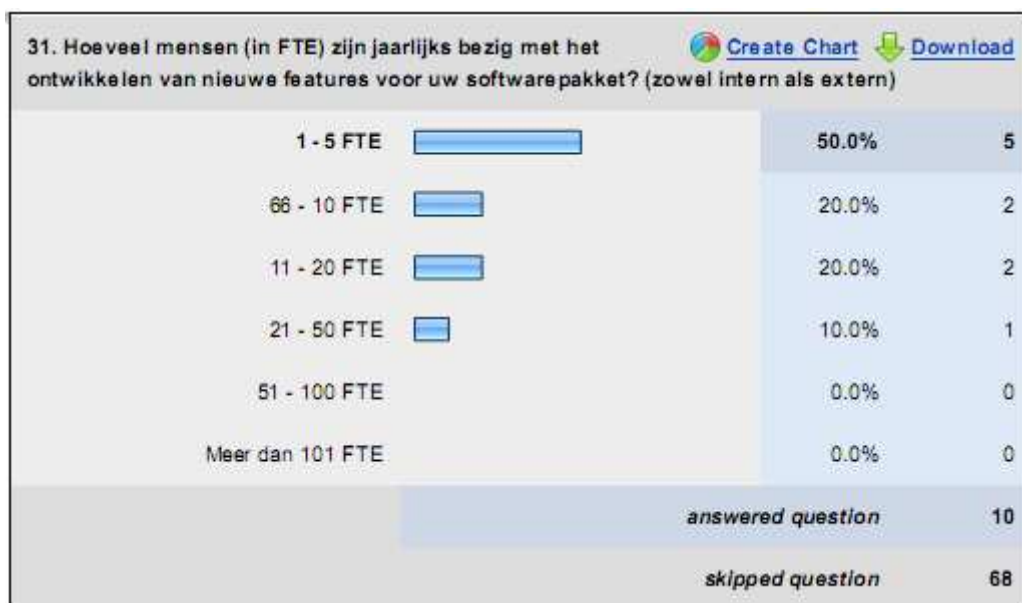 31. Hoeveel mensen (in FTE) zijn jaarlijks bezig met het Create Chart Download
ontwikkelen van nieuwe features voor uw softwarepakket? (zowel intern als extern)
1 - 5 FTE 50.0% 5
66 - 10 FTE 20.0% 2
11 - 20 FTE 20.0% 2
21 - 50 FTE 10.0% 1
51 - 100 FTE 0.0% 0
Meer dan 101 FTE 0.0% 0
answered question 10
skipped question 68